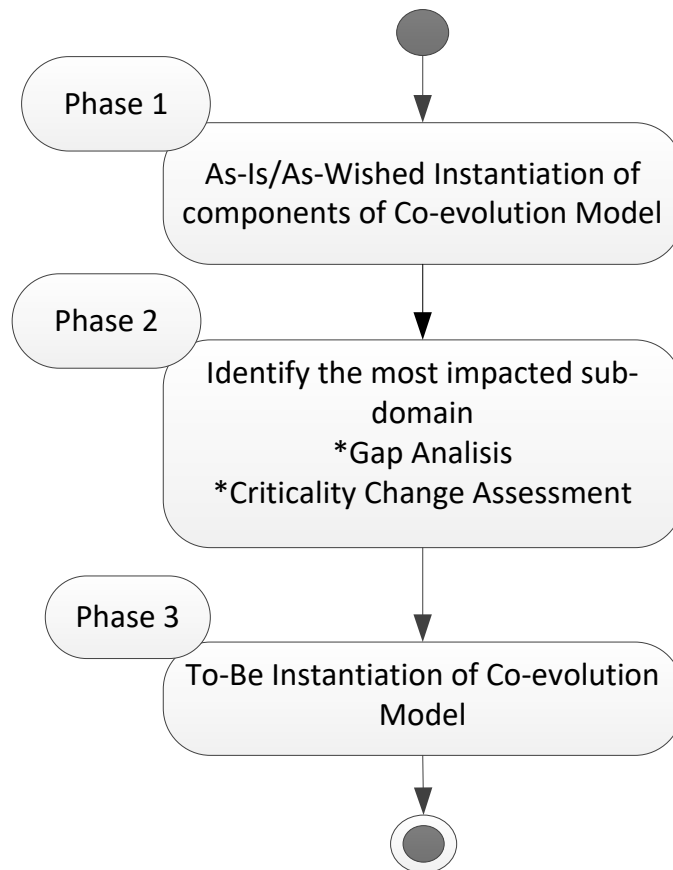 Phase 1
As-Is/As-Wished Instantiation of
components of Co-evolution Model
Phase 2
Identify the most impacted sub-
domain
*Gap Analisis
*Criticality Change Assessment
Phase 3
To-Be Instantiation of Co-evolution
Model